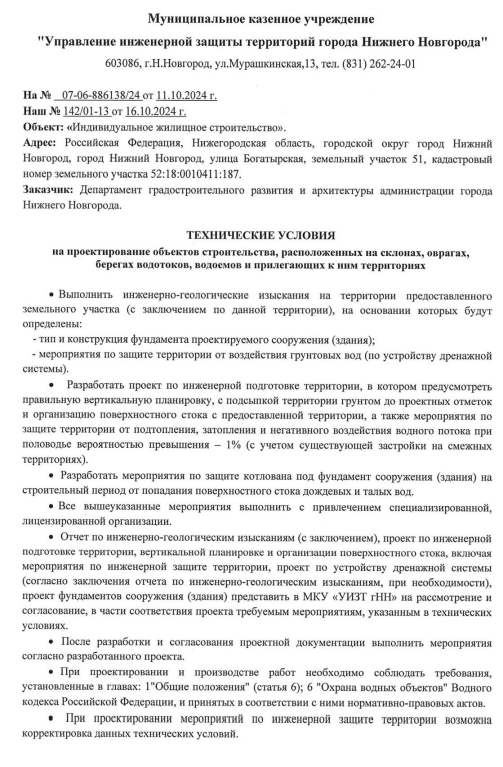 Муниципальное казенное учреждение
"Управление инженерной защиты территорий города Нижнего Новгорода"
603086, г.Н.Новгород, ул.Мурашкинская,13, тел. (831) 262-24-01
На № 07-06-886138/24 от 11.10.2024 г.
Наш № 142/01-13 от 16.10.2024 г.
Объект: «Индивидуальное жилищное строительство».
Адрес: Российская Федерация, Нижегородская область, городской округ город Нижний
Новгород, город Нижний Новгород, улица Богатырская, земельный участок 51, кадастровый
номер земельного участка 52:18:0010411:187.
Заказчик: Департамент градостроительного развития и архитектуры администрации города
Нижнего Новгорода.
ТЕХНИЧЕСКИЕ УСЛОВИЯ
на проектирование объектов строительства, расположенных на склонах, оврагах,
берегах водотоков, водоемов и прилегающих к ним территориях
• Выполнить инженерно-геологические изыскания на территории предоставленного
земельного участка (с заключением по данной территории), на основании которых будут
определены:
- тип и конструкция фундамента проектируемого сооружения (здания);
- мероприятия по защите территории от воздействия грунтовых вод (по устройству дренажной
системы).
• Разработать проект по инженерной подготовке территории, в котором предусмотреть
правильную вертикальную планировку, с подсыпкой территории грунтом до проектных отметок
и организацию поверхностного стока с предоставленной территории, а также мероприятия по
защите территории от подтопления, затопления и негативного воздействия водного потока при
половодье вероятностью превышения – 1% (с учетом существующей застройки на смежных
территориях).
• Разработать мероприятия по защите котлована под фундамент сооружения (здания) на
строительный период от попадания поверхностного стока дождевых и талых вод.
• Все вышеуказанные мероприятия выполнить с привлечением специализированной,
лицензированной организации.
• Отчет по инженерно-геологическим изысканиям (с заключением), проект по инженерной
подготовке территории, вертикальной планировке и организации поверхностного стока, включая
мероприятия по инженерной защите территории, проект по устройству дренажной системы
(согласно заключения отчета по инженерно-геологическим изысканиям, при необходимости),
проект фундаментов сооружения (здания) представить в МКУ «УИЗТ гНН» на рассмотрение и
согласование, в части соответствия проекта требуемым мероприятиям, указанным в технических
условиях.
• После разработки и согласования проектной документации выполнить мероприятия
согласно разработанного проекта.
• При проектировании и производстве работ необходимо соблюдать требования,
установленные в главах: 1"Общие положения" (статья 6); 6 "Охрана водных объектов" Водного
кодекса Российской Федерации, и принятых в соответствии с ними нормативно-правовых актов.
• При проектировании мероприятий по инженерной защите территории возможна
корректировка данных технических условий.